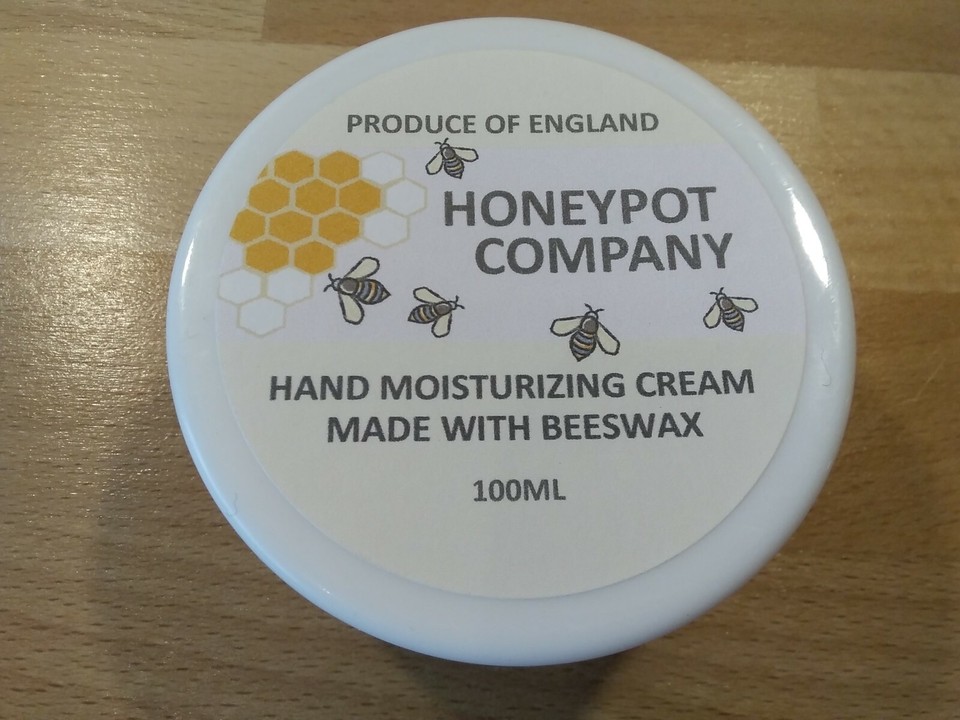 PRODUCE OF ENGLAND
HONEYPOT
COMPANY
HAND MOISTURIZING CREAM
MADE WITH BEESWAX
100ML